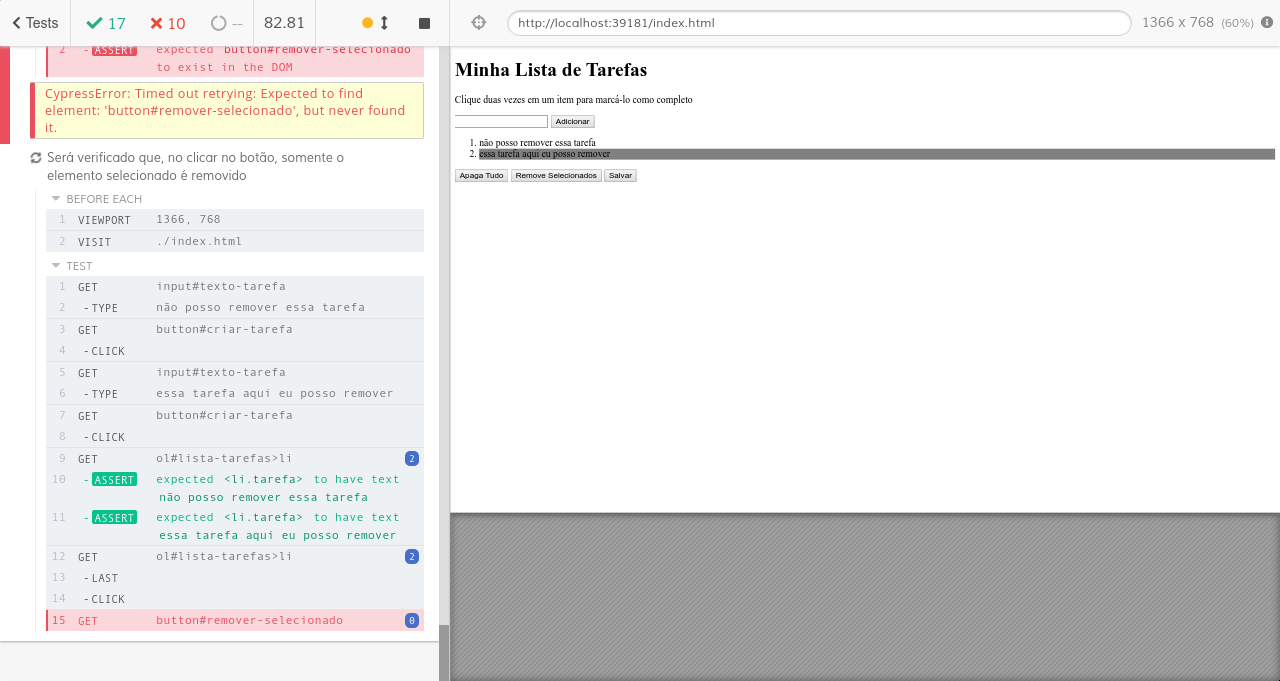 Tests
17
10
--
82.81
http://localhost:39181/index.html
1366 x 768 (60%)
2 - ASSERT expected button#remover-selecionado
to exist in the DOM
CypressError: Timed out retrying: Expected to find
element: 'button#remover-selecionado', but never found
it.
Será verificado que, no clicar no botão, somente o
elemento selecionado é removido
BEFORE EACH
1 VIEWPORT 1366, 768
2 VISIT ./index.html
TEST
1 GET input#texto-tarefa
2 -TYPE não posso remover essa tarefa
3 GET button#criar-tarefa
4 -CLICK
5 GET input#texto-tarefa
6 -TYPE essa tarefa aqui eu posso remover
7 GET button#criar-tarefa
8 -CLICK
9 GET ol#lista-tarefas>li 2
10 -ASSERT expected <li.tarefa> to have text
não posso remover essa tarefa
11 -ASSERT expected <li.tarefa> to have text
essa tarefa aqui eu posso remover
12 GET ol#lista-tarefas>li 2
13 -LAST
14 -CLICK
15 GET button#remover-selecionado 0
Minha Lista de Tarefas
Clique duas vezes em um item para marcá-lo como completo
Adicionar
1. não posso remover essa tarefa
2. essa tarefa aqui eu posso remover
Apaga Tudo Remove Selecionados Salvar